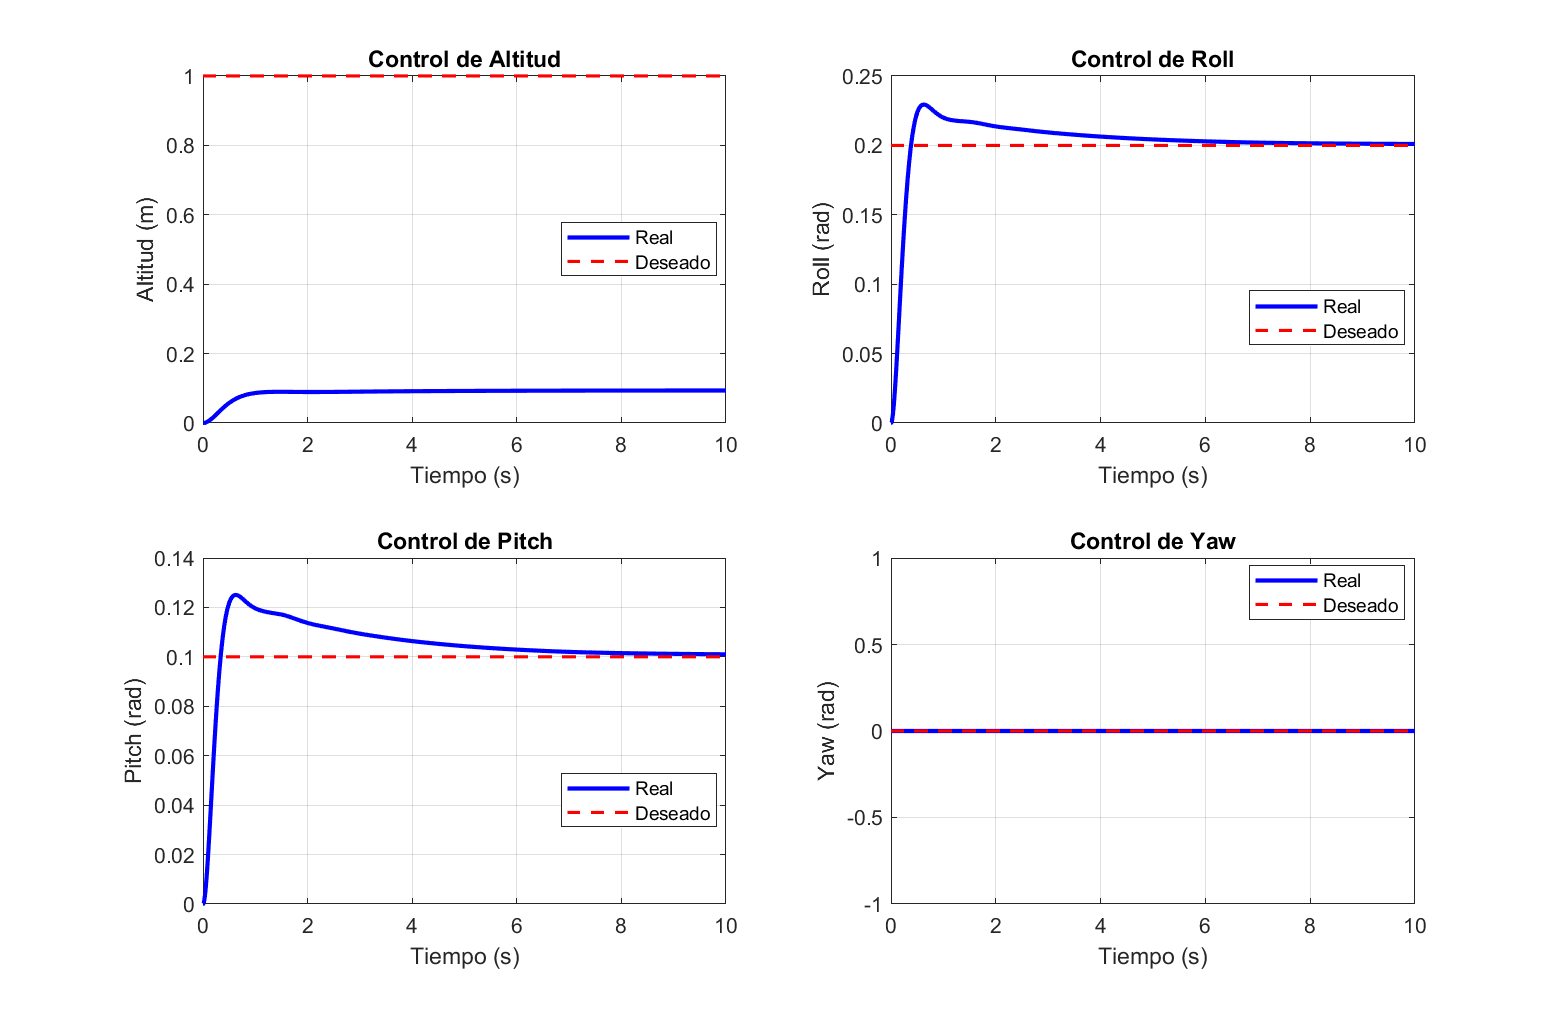 Control de Altitud
1
0.8
0.6
0.4
0.2
0
Altitud (m)
Real
Deseado
0 2 4 6 8 10
Tiempo (s)
Control de Roll
0.25
0.2
0.15
0.1
0.05
0
Roll (rad)
Real
Deseado
0 2 4 6 8 10
Tiempo (s)
Control de Pitch
0.14
0.12
0.1
0.08
0.06
0.04
0.02
0
Pitch (rad)
Real
Deseado
0 2 4 6 8 10
Tiempo (s)
Control de Yaw
1
0.5
0
-0.5
-1
Yaw (rad)
Real
Deseado
0 2 4 6 8 10
Tiempo (s)